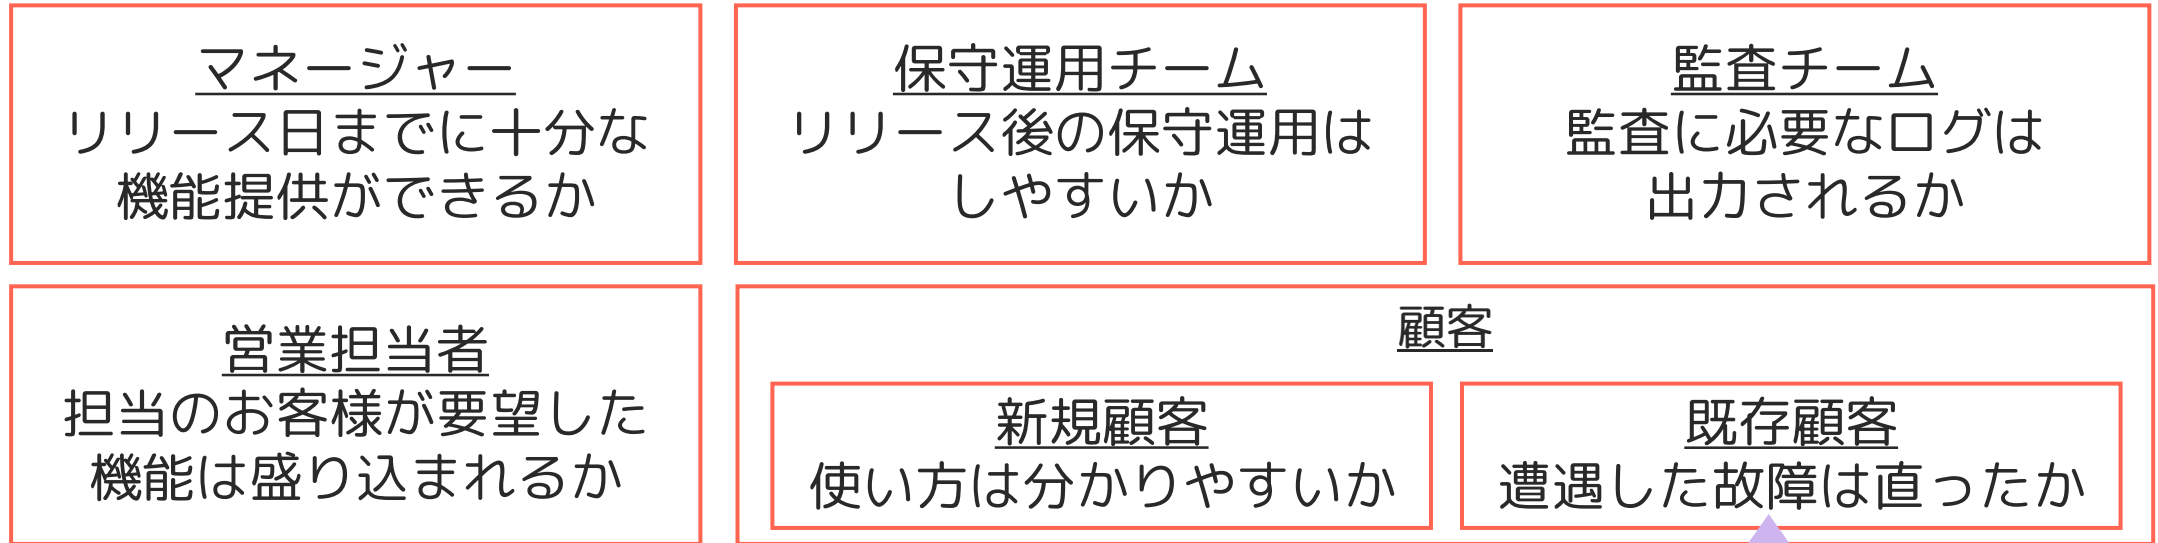 マネージャー
リリース日までに十分な
機能提供ができるか
保守運用チーム
リリース後の保守運用は
しやすいか
監査チーム
監査に必要なログは
出力されるか
営業担当者
担当のお客様が要望した
機能は盛り込まれるか
顧客
新規顧客
使い方は分かりやすいか
既存顧客
遭遇した故障は直ったか